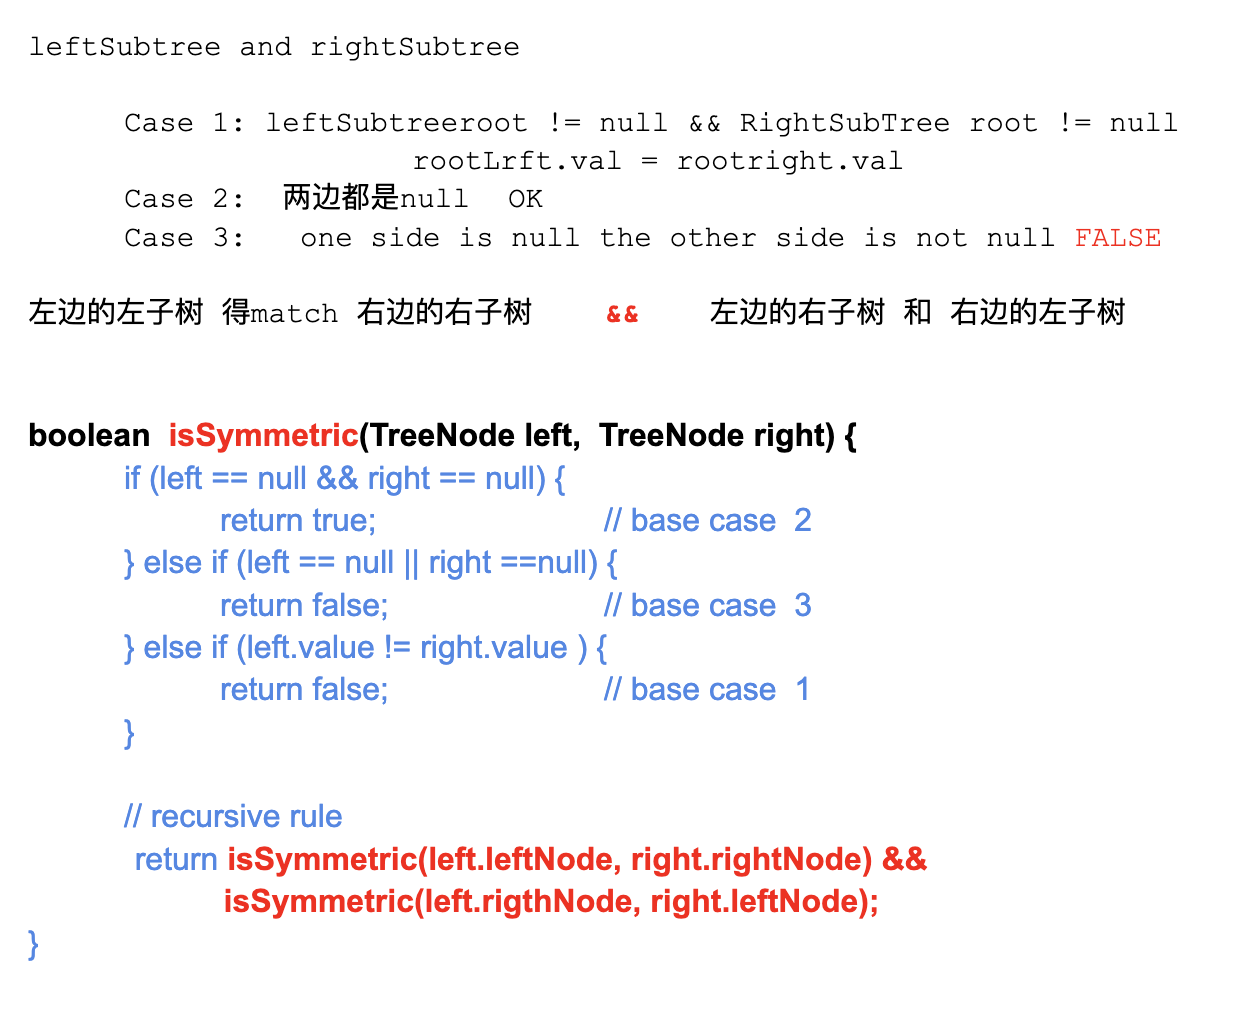 leftSubtree and rightSubtree
Case 1: leftSubtreeroot != null && RightSubTree root != null
rootLrft.val = rootright.val
Case 2: 两边都是null OK
Case 3: one side is null the other side is not null FALSE
左边的左子树 得match 右边的右子树 && 左边的右子树 和 右边的左子树
boolean isSymmetric(TreeNode left, TreeNode right) {
if (left == null && right == null) {
return true; // base case 2
} else if (left == null || right ==null) {
return false; // base case 3
} else if (left.value != right.value ) {
return false; // base case 1
}
// recursive rule
return isSymmetric(left.leftNode, right.rightNode) &&
isSymmetric(left.rigthNode, right.leftNode);
}